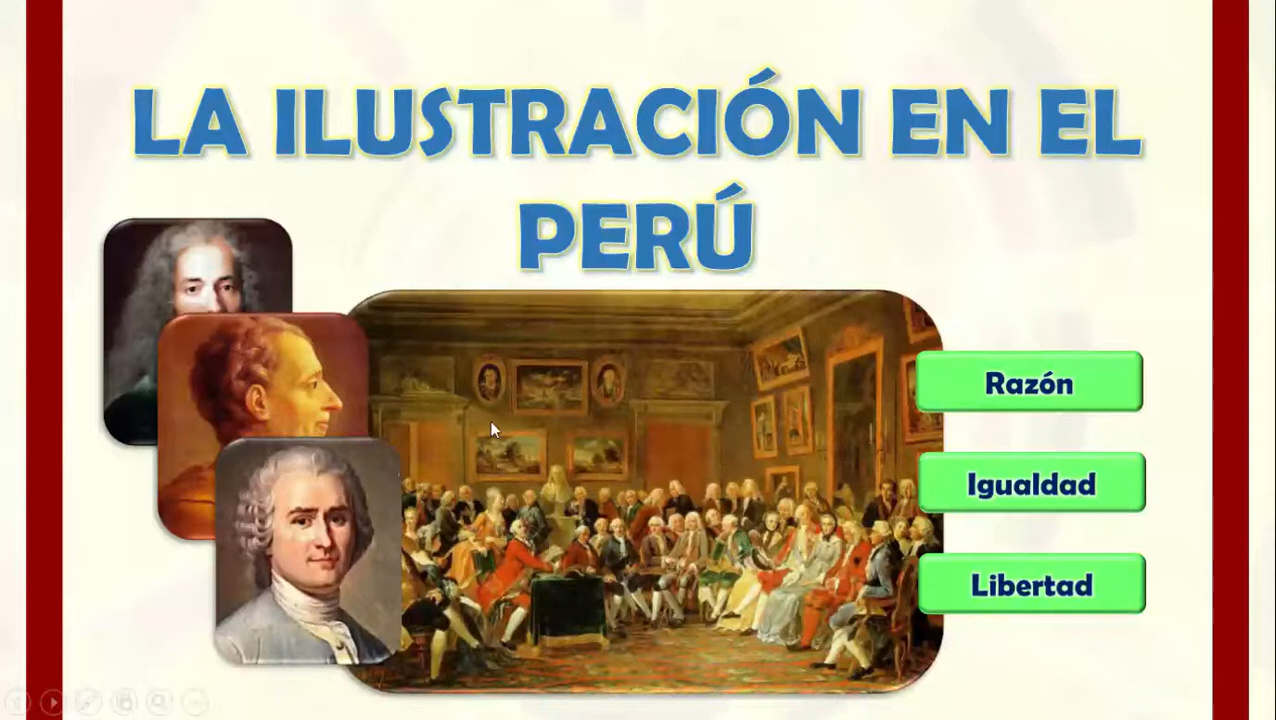 LA ILUSTRACIÓN EN EL
PERÚ
Razón
Igualdad
Libertad